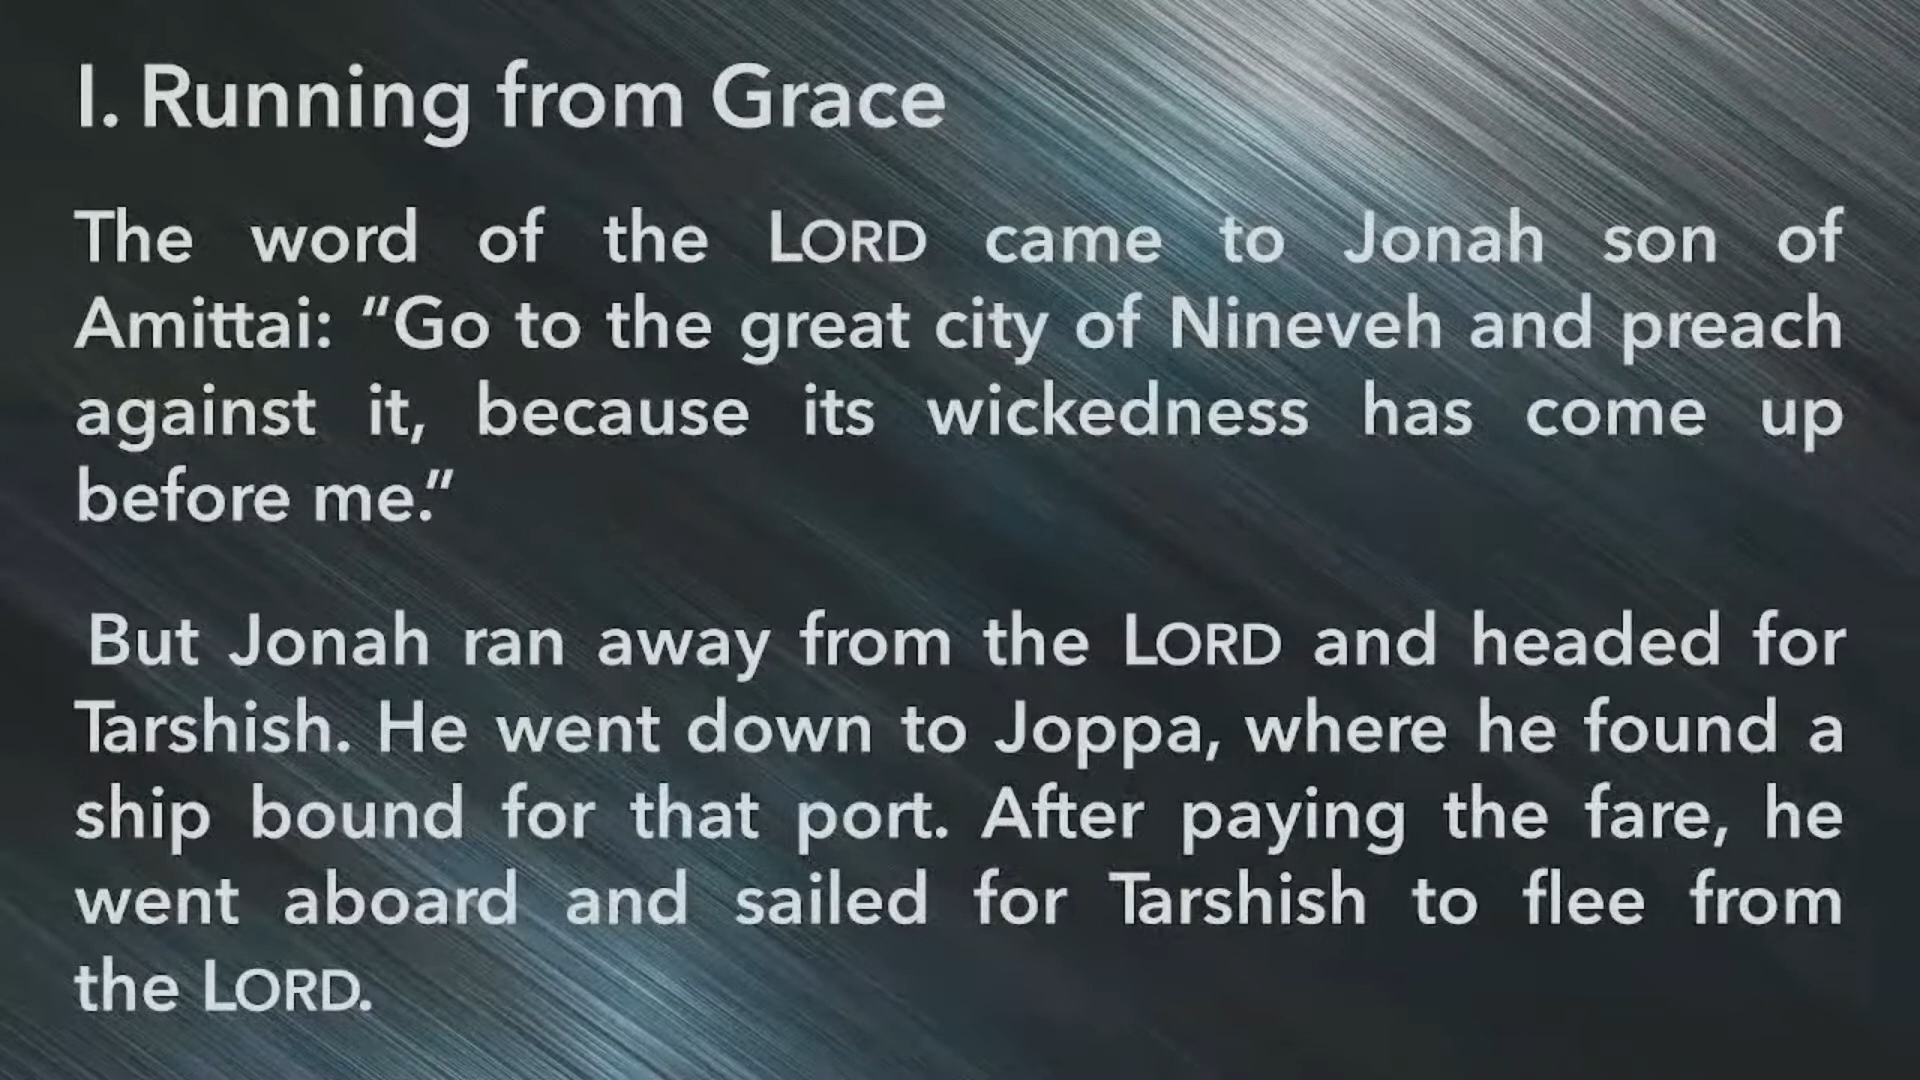 I. Running from Grace
The word of the LORD came to Jonah son of
Amittai: “Go to the great city of Nineveh and preach
against it, because its wickedness has come up
before me.”
But Jonah ran away from the LORD and headed for
Tarshish. He went down to Joppa, where he found a
ship bound for that port. After paying the fare, he
went aboard and sailed for Tarshish to flee from
the LORD.